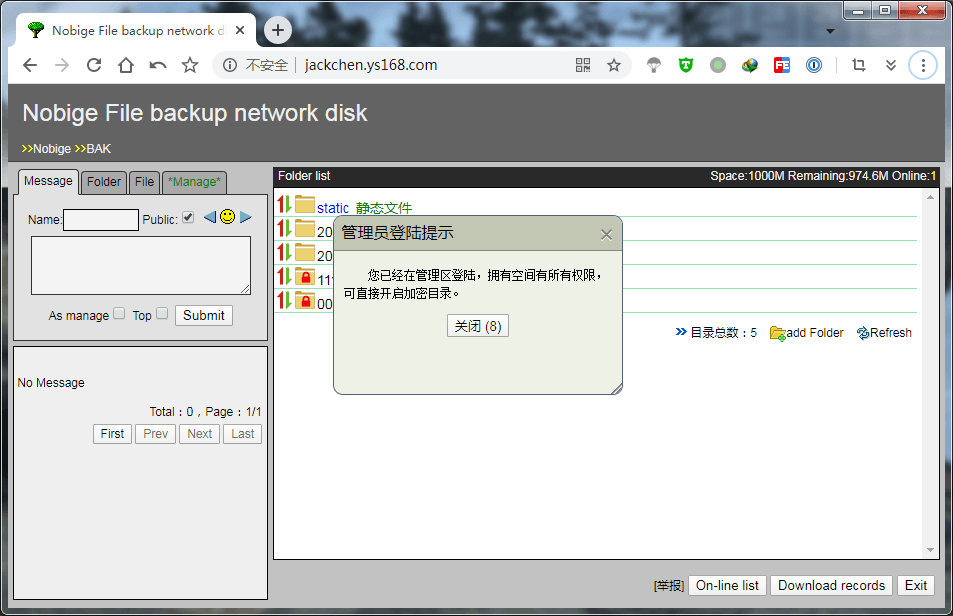 Nobige File backup network d
不安全
jackchen.ys168.com
Nobige File backup network disk
>>Nobige >>BAK
Message
Folder
File
*Manage*
Name:
Public:
As manage
Top
Submit
No Message
Total：0，Page：1/1
First
Prev
Next
Last
Folder list
Space:1000M Remaining:974.6M Online:1
static 静态文件
20
20
11
00
管理员登陆提示
您已经在管理区登陆，拥有空间有所有权限，
可直接开启加密目录。
关闭 (8)
目录总数：5
add Folder
Refresh
[举报]
On-line list
Download records
Exit